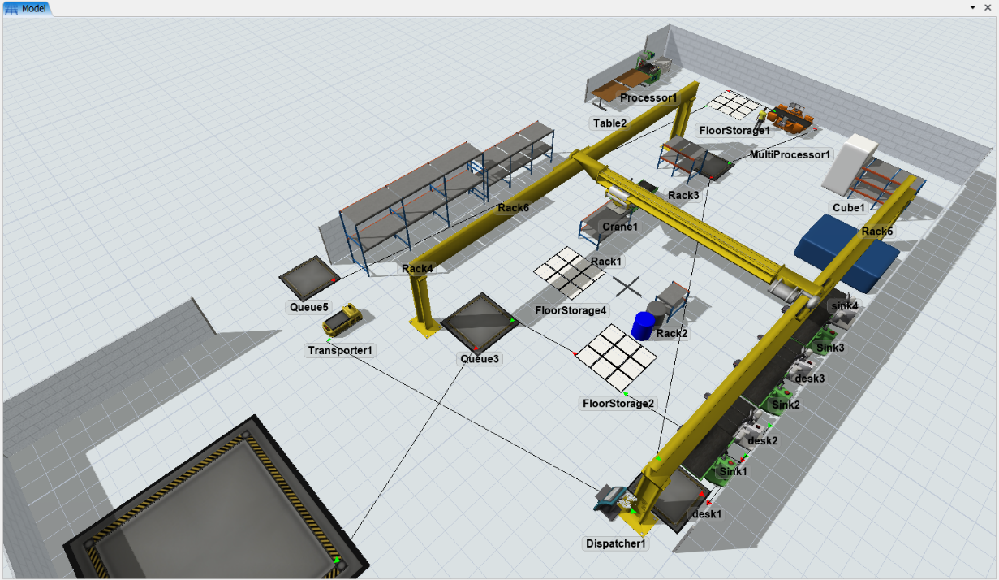 Model
Processor1
Table2
FloorStorage1
MultiProcessor1
Rack3
Rack6
Cube1
Crane1
Rack5
Rack1
Rack4
Queue5
FloorStorage4
sink4
Rack2
Transporter1
Queue3
Sink3
desk3
FloorStorage2
Sink2
desk2
Sink1
desk1
Dispatcher1